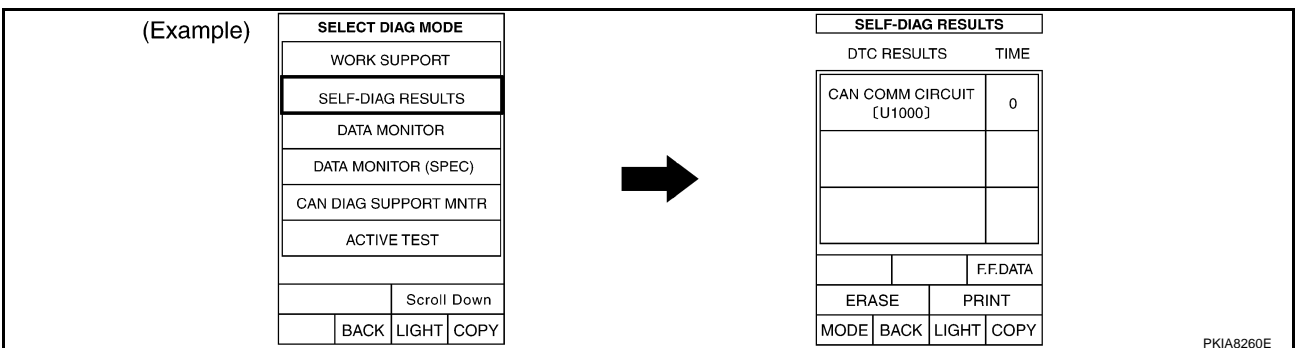 (Example)
SELECT DIAG MODE
WORK SUPPORT
SELF-DIAG RESULTS
DATA MONITOR
DATA MONITOR (SPEC)
CAN DIAG SUPPORT MNTR
ACTIVE TEST
Scroll Down
BACK LIGHT COPY
SELF-DIAG RESULTS
DTC RESULTS TIME
CAN COMM CIRCUIT 0
〔U1000〕
F.F.DATA
ERASE PRINT
MODE BACK LIGHT COPY
PKIA8260E